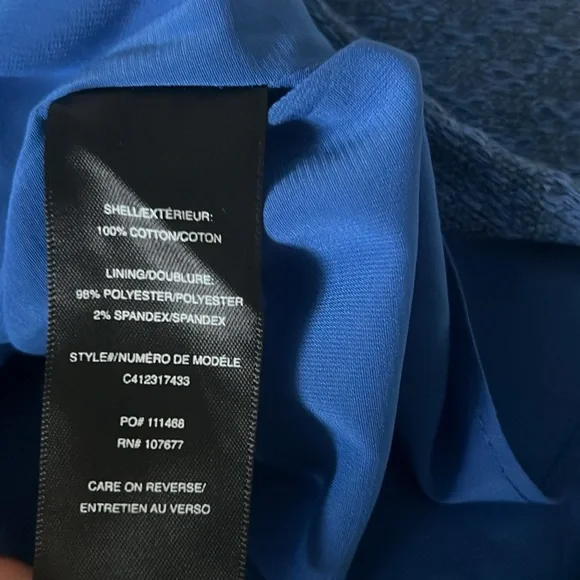 SHELL/EXTÉRIEUR:
100% COTTON/COTON
LINING/DOUBLURE:
98% POLYESTER/POLYESTER
2% SPANDEX/SPANDEX
STYLE#/NUMÉRO DE MODÈLE
C412317433
PO# 111468
RN# 107677
CARE ON REVERSE/
ENTRETIEN AU VERSO